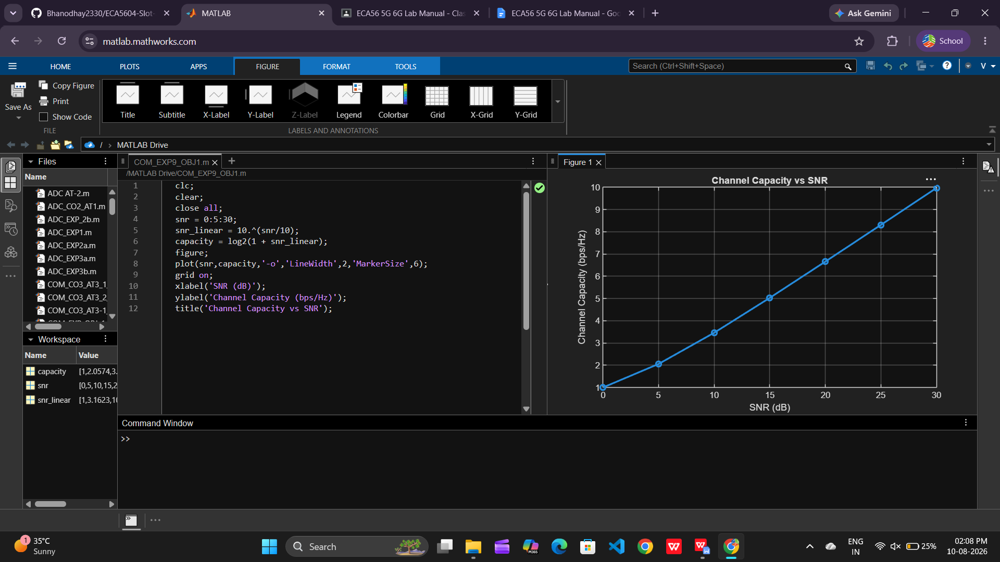 Bhanodhay2330/ECA5604-Slot-
MATLAB
ECA56 5G 6G Lab Manual - Clas
ECA56 5G 6G Lab Manual - Goo
Ask Gemini
matlab.mathworks.com
School
HOME
PLOTS
APPS
FIGURE
FORMAT
TOOLS
Search (Ctrl+Shift+Space)
V
Save As
Copy Figure
Print
Show Code
FILE
Title
Subtitle
X-Label
Y-Label
Z-Label
Legend
Colorbar
Grid
X-Grid
Y-Grid
LABELS AND ANNOTATIONS
/ › MATLAB Drive
Files
Name
ADC AT-2.m
ADC_CO2_AT1.m
ADC_EXP_2b.m
ADC_EXP1.m
ADC_EXP2a.m
ADC_EXP3a.m
ADC_EXP3b.m
COM_CO3_AT3_1_
COM_CO3_AT3_2_
COM_CO3_AT3-1_
Workspace
Name Value
capacity [1,2.0574,3.
snr [0,5,10,15,2
snr_linear [1,3.1623,10
COM_EXP9_OBJ1.m
/MATLAB Drive/COM_EXP9_OBJ1.m
1 clc;
2 clear;
3 close all;
4 snr = 0:5:30;
5 snr_linear = 10.^(snr/10);
6 capacity = log2(1 + snr_linear);
7 figure;
8 plot(snr,capacity,'-o','LineWidth',2,'MarkerSize',6);
9 grid on;
10 xlabel('SNR (dB)');
11 ylabel('Channel Capacity (bps/Hz)');
12 title('Channel Capacity vs SNR');
Figure 1
Channel Capacity vs SNR
Channel Capacity (bps/Hz)
10
9
8
7
6
5
4
3
2
1
0 5 10 15 20 25 30
SNR (dB)
Command Window
>>
1
35°C
Sunny
Search
M365
ENG
IN
25%
02:08 PM
10-08-2026